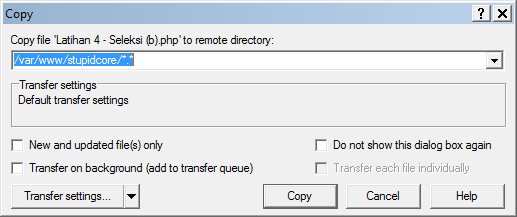 Copy
Copy file 'Latihan 4 - Seleksi (b).php' to remote directory:
/var/www/stupidcore/*.*
Transfer settings
Default transfer settings
New and updated file(s) only
Do not show this dialog box again
Transfer on background (add to transfer queue)
Transfer each file individually
Transfer settings...
Copy
Cancel
Help